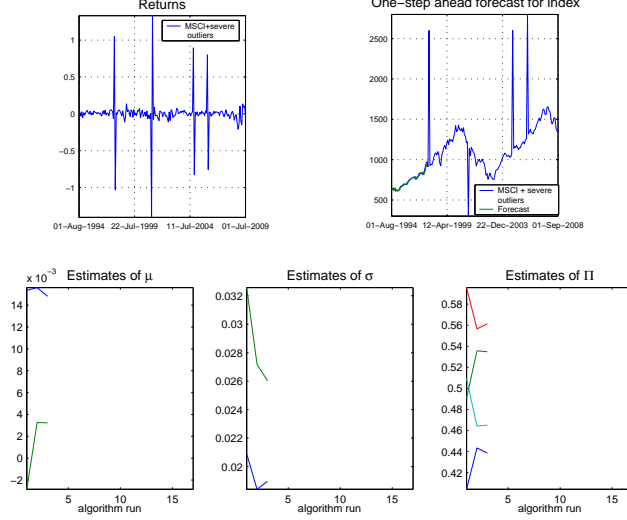 Returns
MSCI+severe
outliers
1
0.5
0
−0.5
−1
01−Aug−1994 22−Jul−1999 11−Jul−2004 01−Jul−2009
One−step ahead forecast for index
2500
2000
1500
1000
500
MSCI + severe
outliers
Forecast
01−Aug−1994 12−Apr−1999 22−Dec−2003 01−Sep−2008
Estimates of μ
x 10⁻³
14
12
10
8
6
4
2
0
−2
5 10 15
algorithm run
Estimates of σ
0.032
0.03
0.028
0.026
0.024
0.022
0.02
5 10 15
algorithm run
Estimates of Π
0.58
0.56
0.54
0.52
0.5
0.48
0.46
0.44
0.42
5 10 15
algorithm run